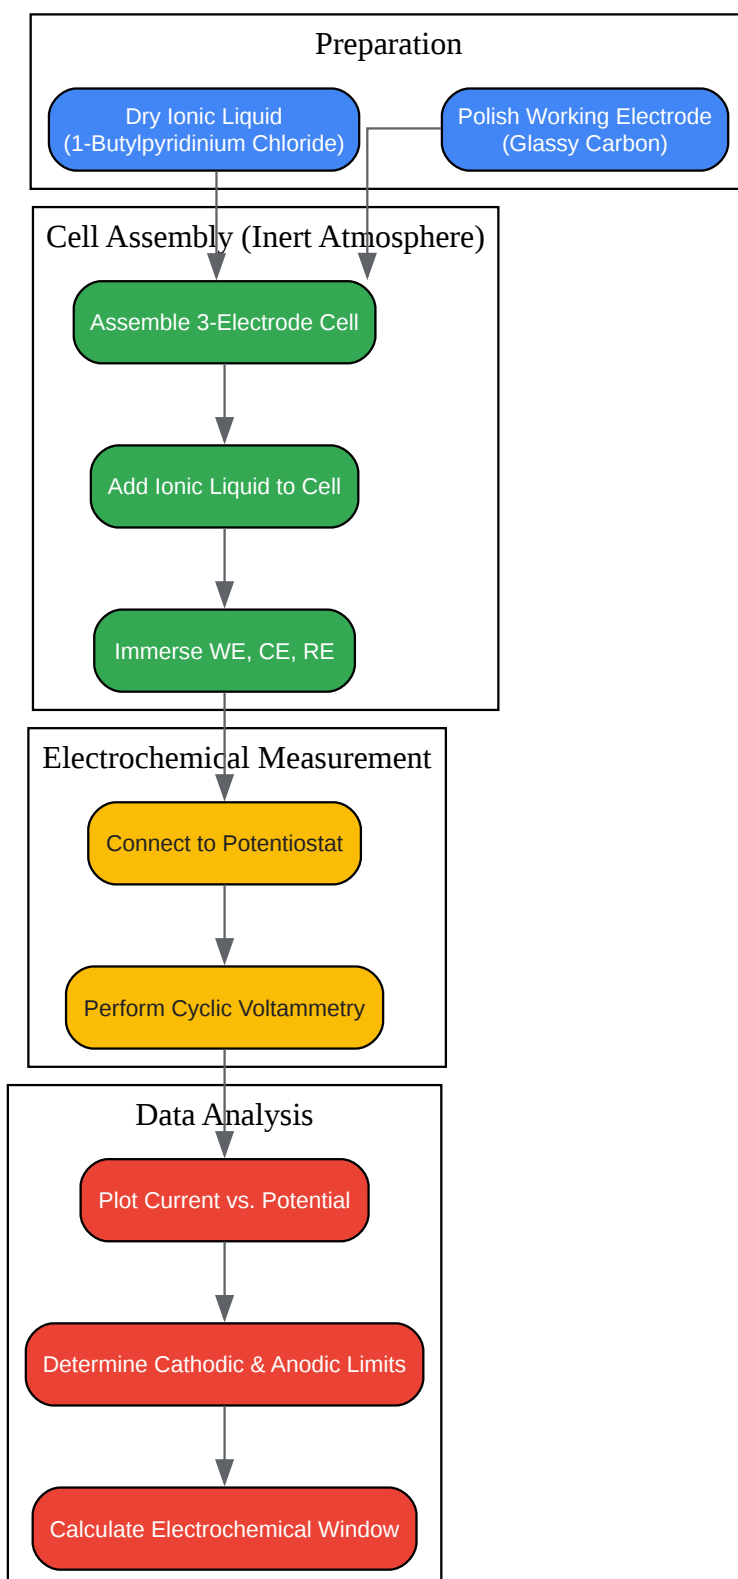 Preparation
Dry Ionic Liquid
(1-Butylpyridinium Chloride)
Polish Working Electrode
(Glassy Carbon)
Cell Assembly (Inert Atmosphere)
Assemble 3-Electrode Cell
Add Ionic Liquid to Cell
Immerse WE, CE, RE
Electrochemical Measurement
Connect to Potentiostat
Perform Cyclic Voltammetry
Data Analysis
Plot Current vs. Potential
Determine Cathodic & Anodic Limits
Calculate Electrochemical Window